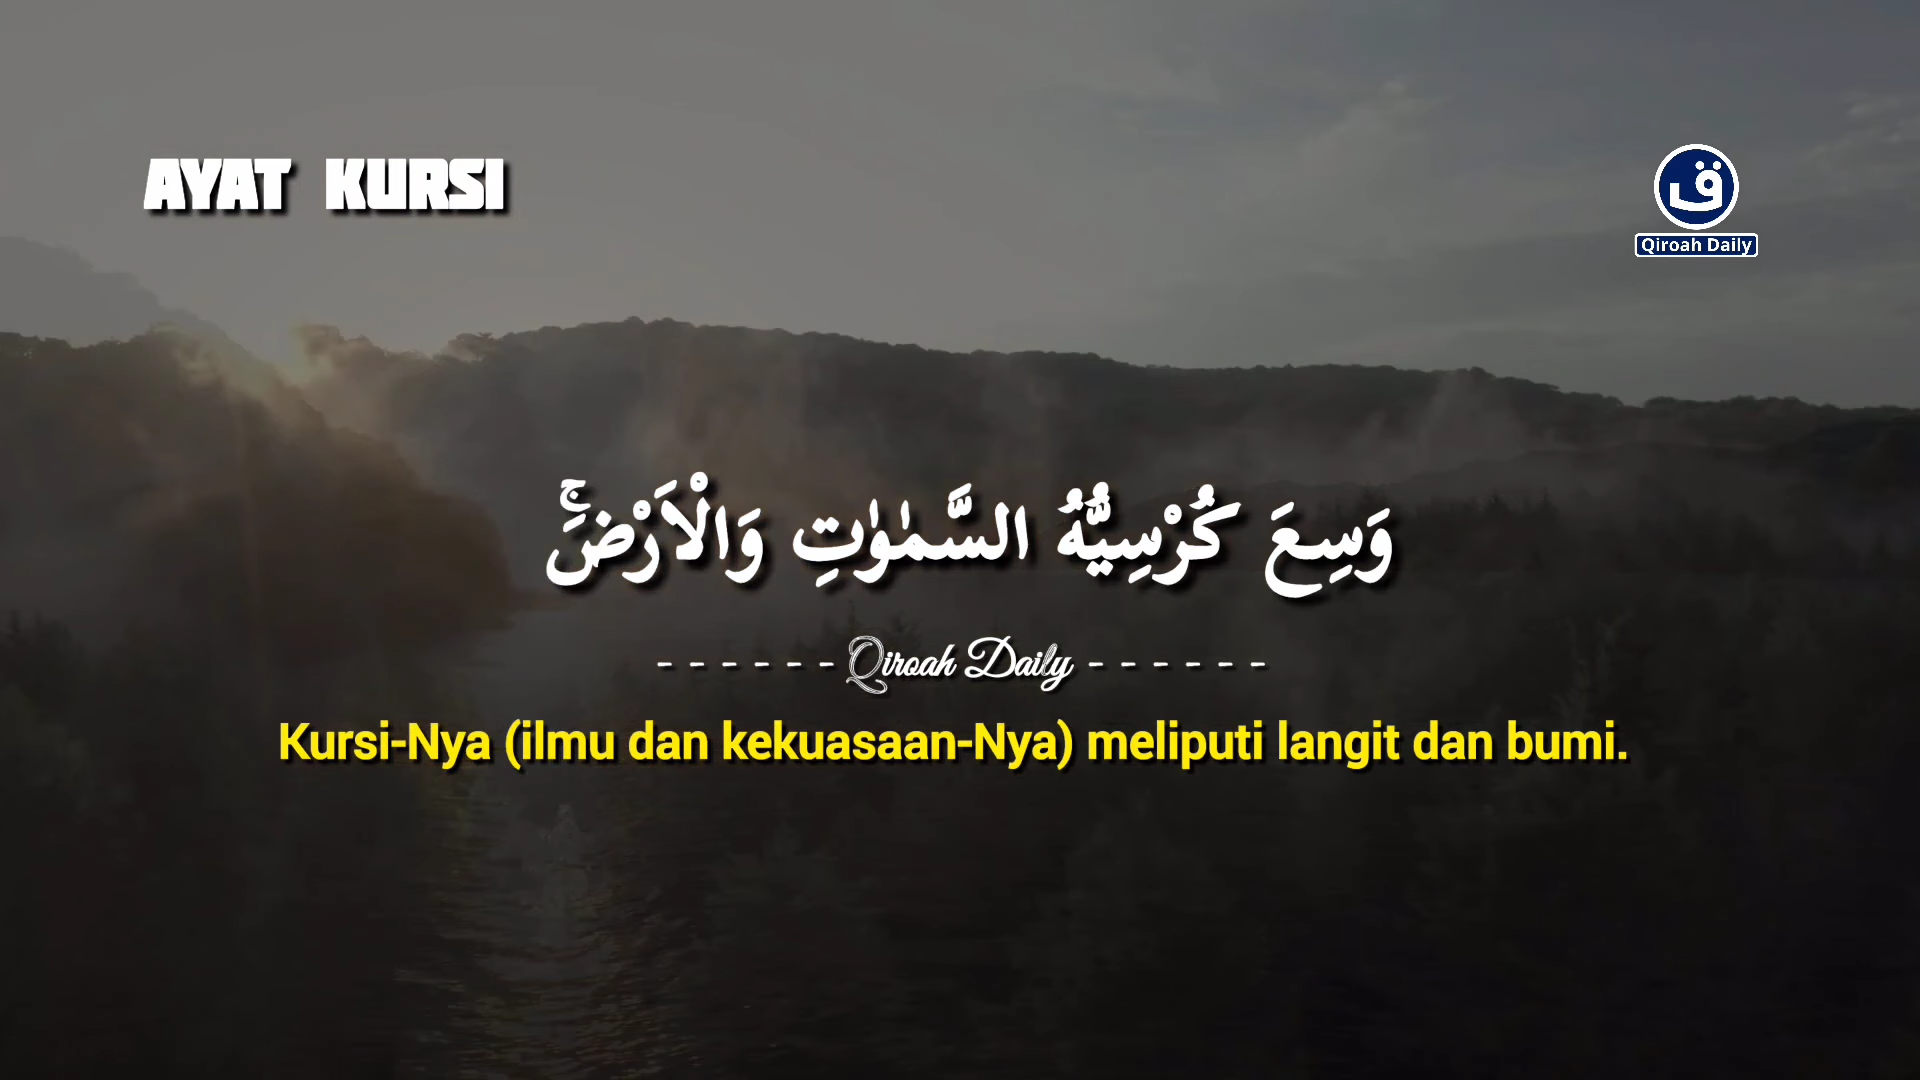 AYAT KURSI
ق
Qiroah Daily
وَسِعَ كُرْسِيُّهُ السَّمٰوٰتِ وَالْاَرْضَۚ
------ Qiroah Daily ------
Kursi-Nya (ilmu dan kekuasaan-Nya) meliputi langit dan bumi.